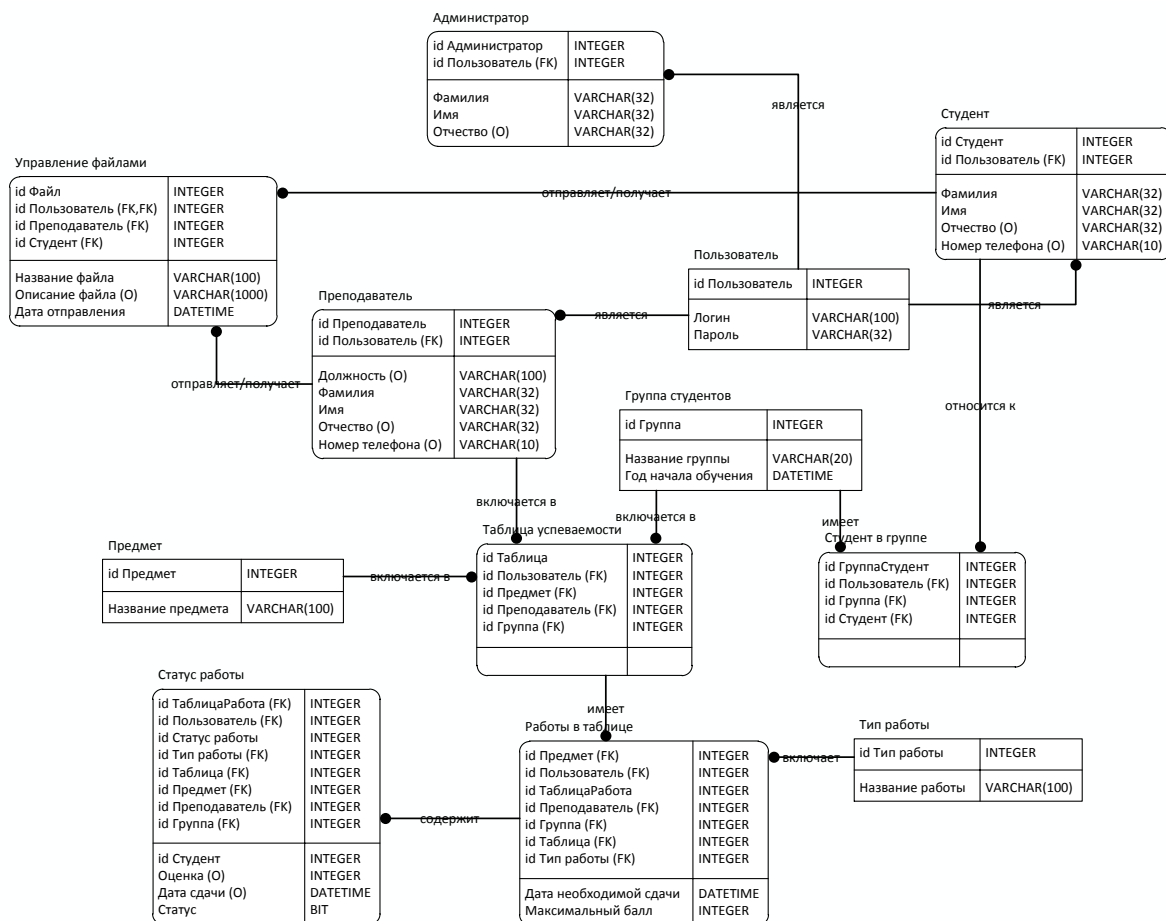 Администратор
id Администратор INTEGER
id Пользователь (FK) INTEGER
Фамилия VARCHAR(32)
Имя VARCHAR(32)
Отчество (O) VARCHAR(32)
является
Студент
id Студент INTEGER
id Пользователь (FK) INTEGER
Фамилия VARCHAR(32)
Имя VARCHAR(32)
Отчество (O) VARCHAR(32)
Номер телефона (O) VARCHAR(10)
Управление файлами
id Файл INTEGER
id Пользователь (FK,FK) INTEGER
id Преподаватель (FK) INTEGER
id Студент (FK) INTEGER
Название файла VARCHAR(100)
Описание файла (O) VARCHAR(1000)
Дата отправления DATETIME
отправляет/получает
Пользователь
id Пользователь INTEGER
Логин VARCHAR(100)
Пароль VARCHAR(32)
является
является
Преподаватель
id Преподаватель INTEGER
id Пользователь (FK) INTEGER
Должность (O) VARCHAR(100)
Фамилия VARCHAR(32)
Имя VARCHAR(32)
Отчество (O) VARCHAR(32)
Номер телефона (O) VARCHAR(10)
отправляет/получает
Группа студентов
id Группа INTEGER
Название группы VARCHAR(20)
Год начала обучения DATETIME
относится к
включается в
включается в
имеет
Таблица успеваемости
id Таблица INTEGER
id Пользователь (FK) INTEGER
id Предмет (FK) INTEGER
id Преподаватель (FK) INTEGER
id Группа (FK) INTEGER
Студент в группе
id ГруппаСтудент INTEGER
id Пользователь (FK) INTEGER
id Группа (FK) INTEGER
id Студент (FK) INTEGER
Предмет
id Предмет INTEGER
Название предмета VARCHAR(100)
включается в
Статус работы
id ТаблицаРабота (FK) INTEGER
id Пользователь (FK) INTEGER
id Статус работы INTEGER
id Тип работы (FK) INTEGER
id Таблица (FK) INTEGER
id Предмет (FK) INTEGER
id Преподаватель (FK) INTEGER
id Группа (FK) INTEGER
id Студент INTEGER
Оценка (O) INTEGER
Дата сдачи (O) DATETIME
Статус BIT
имеет
содержит
Работы в таблице
id Предмет (FK) INTEGER
id Пользователь (FK) INTEGER
id ТаблицаРабота INTEGER
id Преподаватель (FK) INTEGER
id Группа (FK) INTEGER
id Таблица (FK) INTEGER
id Тип работы (FK) INTEGER
Дата необходимой сдачи DATETIME
Максимальный балл INTEGER
включает
Тип работы
id Тип работы INTEGER
Название работы VARCHAR(100)